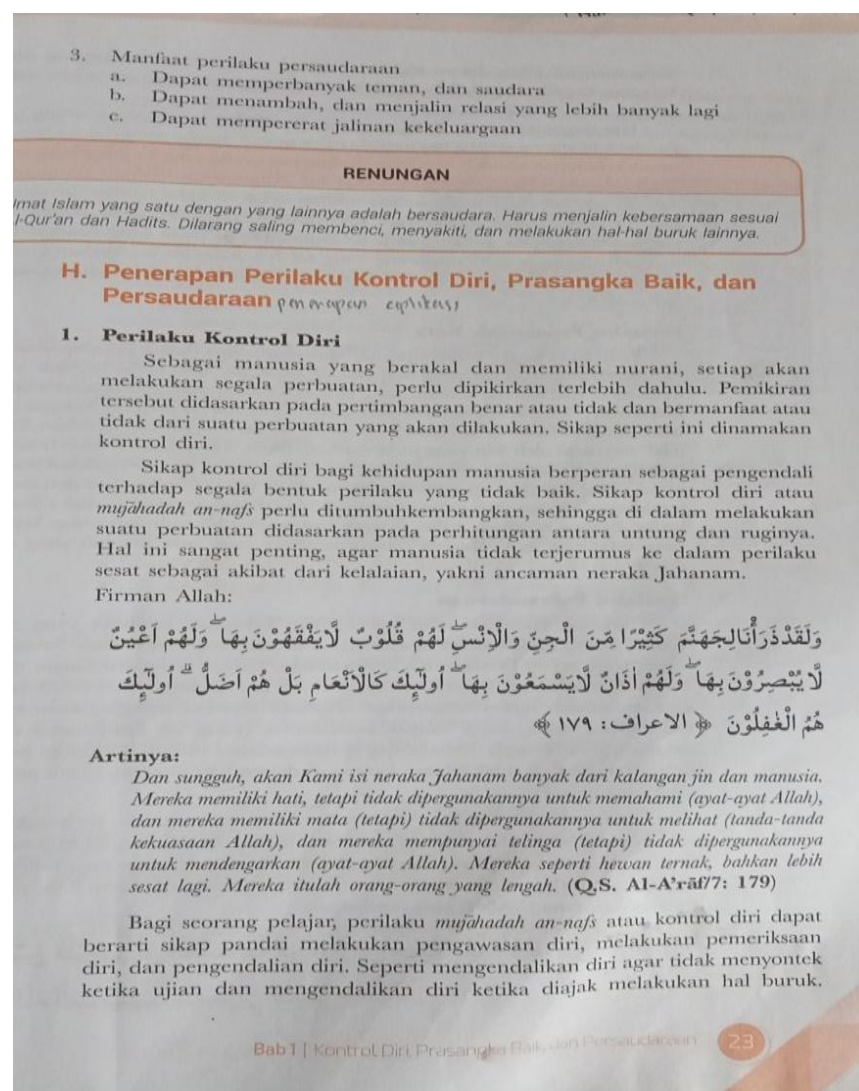 3. Manfaat perilaku persaudaraan
a. Dapat memperbanyak teman, dan saudara
b. Dapat menambah, dan menjalin relasi yang lebih banyak lagi
c. Dapat mempererat jalinan kekeluargaan
RENUNGAN
mat Islam yang satu dengan yang lainnya adalah bersaudara. Harus menjalin kebersamaan sesuai
l-Qur'an dan Hadits. Dilarang saling membenci, menyakiti, dan melakukan hal-hal buruk lainnya.
H. Penerapan Perilaku Kontrol Diri, Prasangka Baik, dan
Persaudaraan penerapan
1. Perilaku Kontrol Diri
Sebagai manusia yang berakal dan memiliki nurani, setiap akan
melakukan segala perbuatan, perlu dipikirkan terlebih dahulu. Pemikiran
tersebut didasarkan pada pertimbangan benar atau tidak dan bermanfaat atau
tidak dari suatu perbuatan yang akan dilakukan. Sikap seperti ini dinamakan
kontrol diri.
Sikap kontrol diri bagi kehidupan manusia berperan sebagai pengendali
terhadap segala bentuk perilaku yang tidak baik. Sikap kontrol diri atau
mujāhadah an-nafs perlu ditumbuhkembangkan, sehingga di dalam melakukan
suatu perbuatan didasarkan pada perhitungan antara untung dan ruginya.
Hal ini sangat penting, agar manusia tidak terjerumus ke dalam perilaku
sesat sebagai akibat dari kelalaian, yakni ancaman neraka Jahanam.
Firman Allah:
وَلَقَدْ ذَرَأْنَا لِجَهَنَّمَ كَثِيْرًا مِّنَ الْجِنِّ وَالْاِنْسِۖ لَهُمْ قُلُوْبٌ لَّا يَفْقَهُوْنَ بِهَاۖ وَلَهُمْ اَعْيُنٌ
لَّا يُبْصِرُوْنَ بِهَاۖ وَلَهُمْ اٰذَانٌ لَّا يَسْمَعُوْنَ بِهَاۖ اُولٰۤىِٕكَ كَالْاَنْعَامِ بَلْ هُمْ اَضَلُّۗ اُولٰۤىِٕكَ
هُمُ الْغٰفِلُوْنَ ﴿ الاعراف: ١٧٩ ﴾
Artinya:
Dan sungguh, akan Kami isi neraka Jahanam banyak dari kalangan jin dan manusia.
Mereka memiliki hati, tetapi tidak dipergunakannya untuk memahami (ayat-ayat Allah),
dan mereka memiliki mata (tetapi) tidak dipergunakannya untuk melihat (tanda-tanda
kekuasaan Allah), dan mereka mempunyai telinga (tetapi) tidak dipergunakannya
untuk mendengarkan (ayat-ayat Allah). Mereka seperti hewan ternak, bahkan lebih
sesat lagi. Mereka itulah orang-orang yang lengah. (Q.S. Al-A'rāf/7: 179)
Bagi seorang pelajar, perilaku mujāhadah an-nafs atau kontrol diri dapat
berarti sikap pandai melakukan pengawasan diri, melakukan pemeriksaan
diri, dan pengendalian diri. Seperti mengendalikan diri agar tidak menyontek
ketika ujian dan mengendalikan diri ketika diajak melakukan hal buruk.
Bab 1 | Kontrol Diri, Prasangka Baik, dan Persaudaraan 23